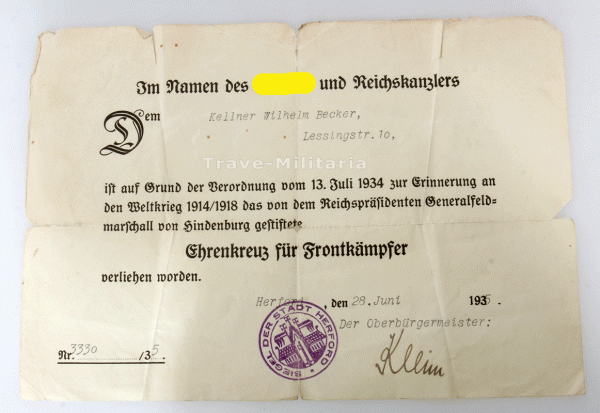 Im Namen des und Reichskanzlers
Dem Kellner Wilhelm Becker,
Lessingstr.10,
Trave-Militaria
ist auf Grund der Verordnung vom 13. Juli 1934 zur Erinnerung an
den Weltkrieg 1914/1918 das von dem Reichspräsidenten Generalfeld=
marschall von Hindenburg gestiftete
Ehrenkreuz für Frontkämpfer
verliehen worden.
Herford, den 28. Juni 1935.
Der Oberbürgermeister:
SIEGEL DER STADT HERFORD
Nr. 3330 /35
Klein